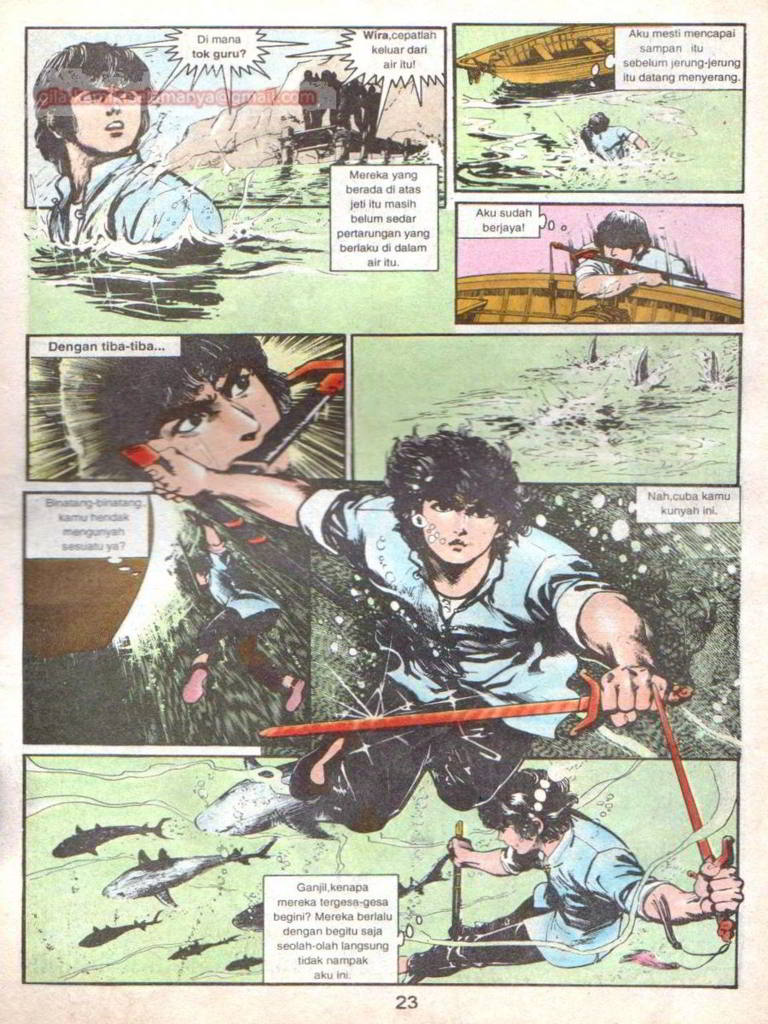 Di mana
tok guru?
Wira,cepatlah
keluar dari
air itu!
Mereka yang
berada di atas
jeti itu masih
belum sedar
pertarungan yang
berlaku di dalam
air itu.
Aku mesti mencapai
sampan itu
sebelum jerung-jerung
itu datang menyerang.
Aku sudah
berjaya!
Dengan tiba-tiba...
Binatang-binatang,
kamu hendak
mengunyah
sesuatu ya?
Nah,cuba kamu
kunyah ini.
Ganjil,kenapa
mereka tergesa-gesa
begini? Mereka berlalu
dengan begitu saja
seolah-olah langsung
tidak nampak
aku ini.
23